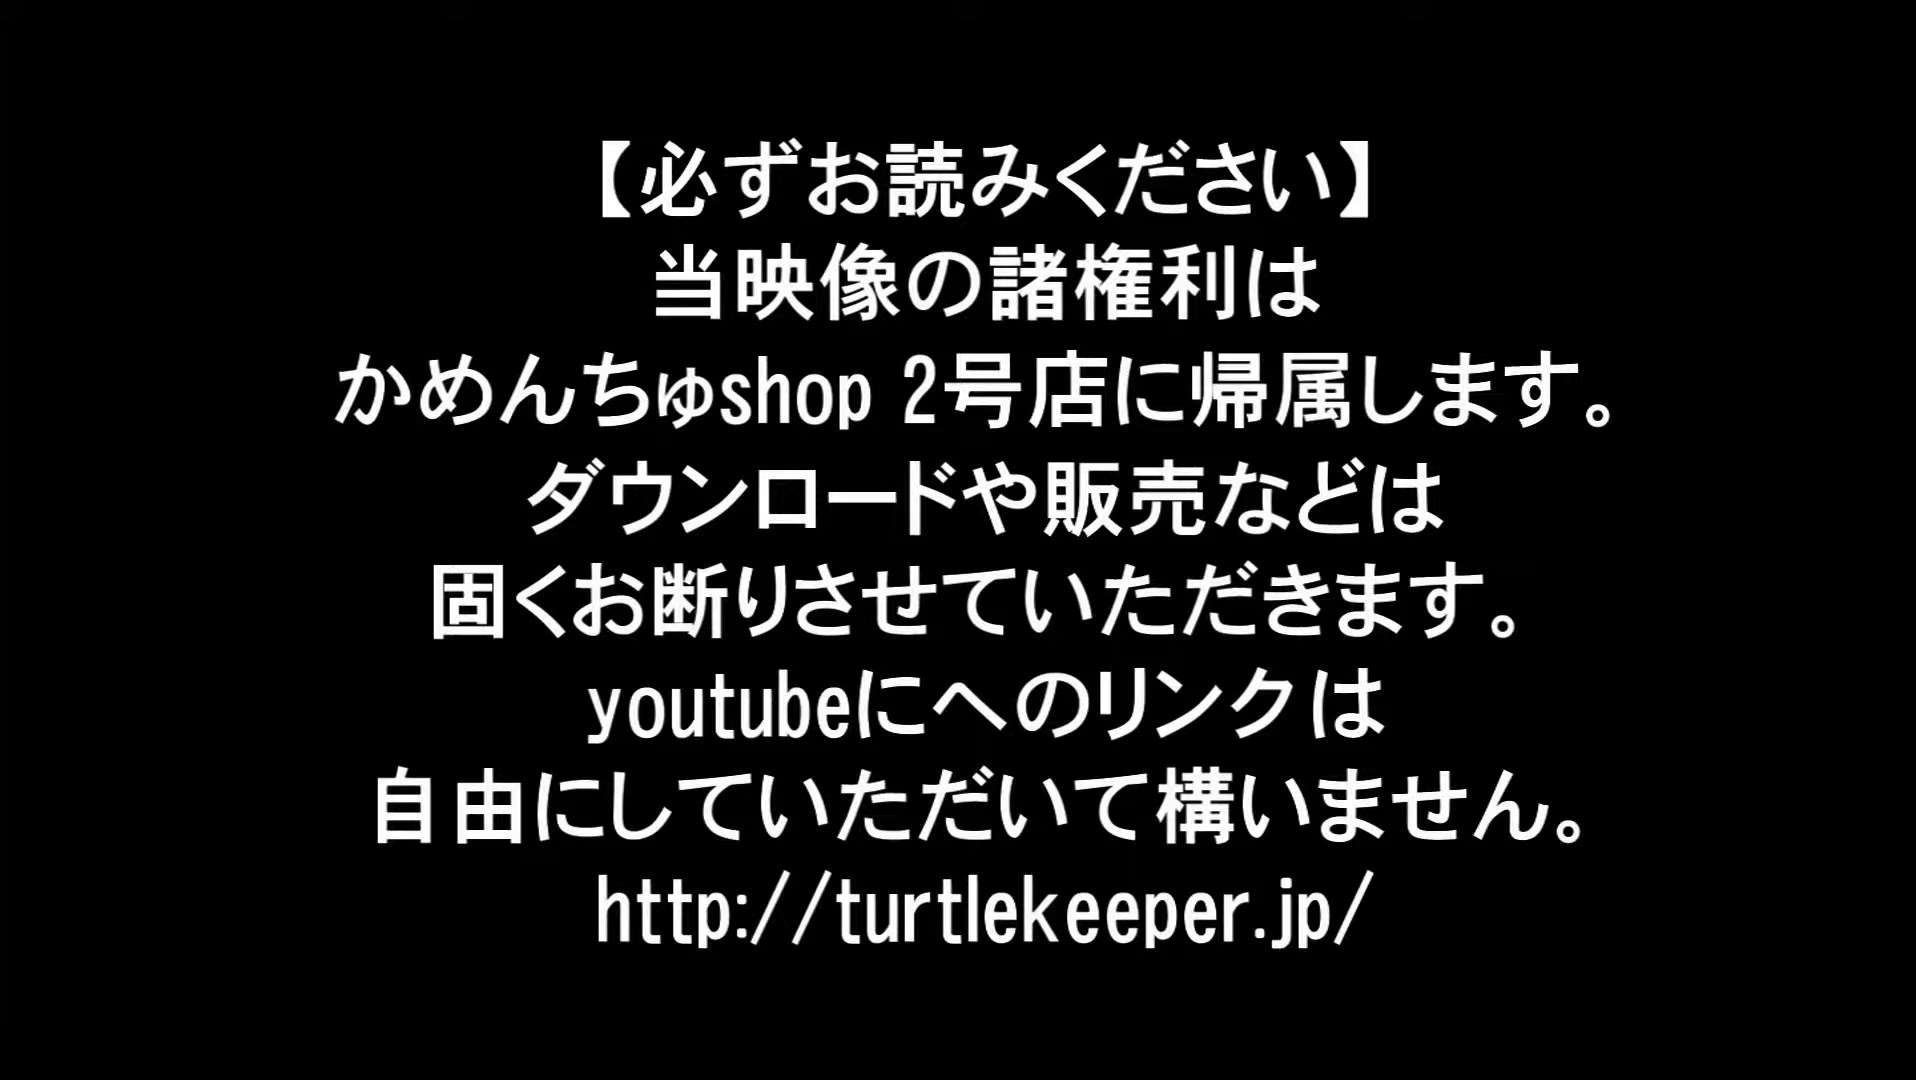 【必ずお読みください】
当映像の諸権利は
かめんちゅshop 2号店に帰属します。
ダウンロードや販売などは
固くお断りさせていただきます。
youtubeにへのリンクは
自由にしていただいて構いません。
http://turtlekeeper.jp/